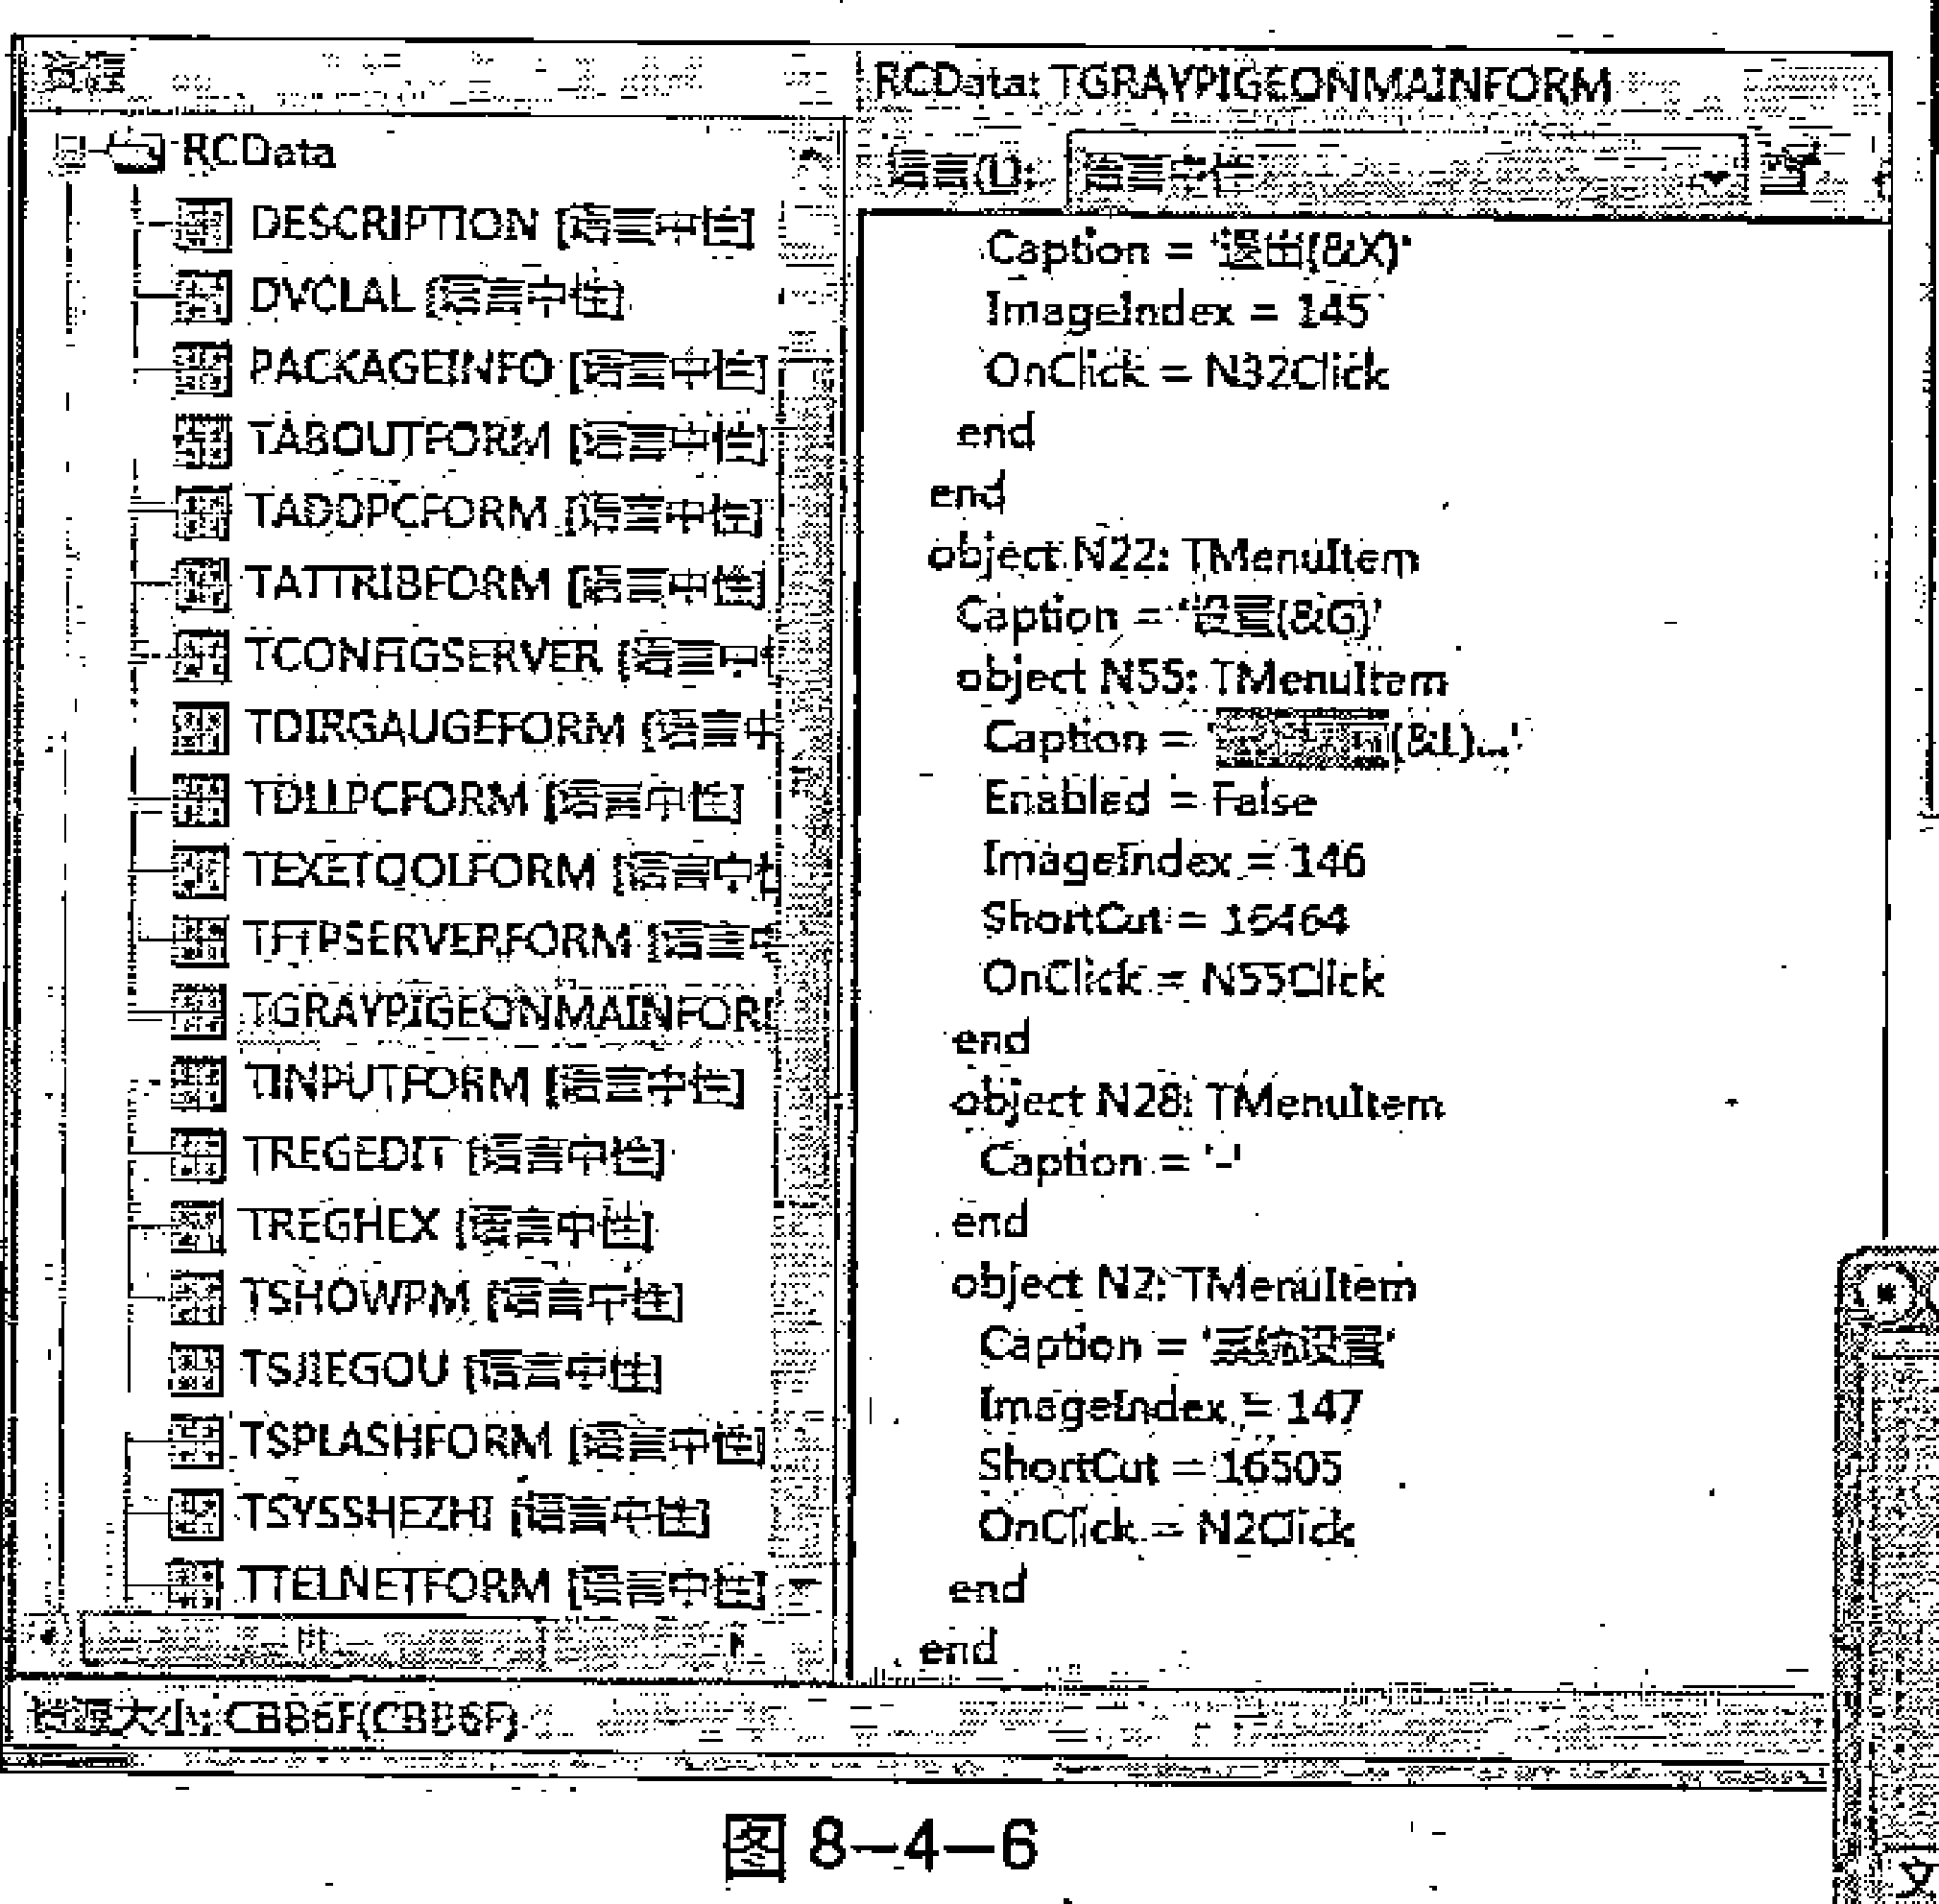 资源
RCData
DESCRIPTION [语言中性]
DVCLAL [语言中性]
PACKAGEINFO [语言中性]
TABOUTFORM [语言中性]
TADDPCFORM [语言中性]
TATTRIBFORM [语言中性]
TCONFIGSERVER [语言中
TDIRGAUGEFORM [语言中
TDLLPCFORM [语言中性]
TEXETOOLFORM [语言中性
TFTPSERVERFORM [语言中
TGRAYPIGEONMAINFORM
TINPUTFORM [语言中性]
TREGEDIT [语言中性]
TREGHEX [语言中性]
TSHOWPM [语言中性]
TSJIEGOU [语言中性]
TSPLASHFORM [语言中性]
TSYSSHEZHI [语言中性]
TTELNETFORM [语言中性]
资源大小: CBB6F(CBB6F)
RCData: TGRAYPIGEONMAINFORM
语言(L): 语言中性
Caption = '退出(&X)'
ImageIndex = 145
OnClick = N32Click
end
end
object N22: TMenuItem
Caption = '设置(&G)'
object N55: TMenuItem
Caption = '(&L)...'
Enabled = False
ImageIndex = 146
ShortCut = 16464
OnClick = N55Click
end
object N28: TMenuItem
Caption = '-'
end
object N2: TMenuItem
Caption = '系统设置'
ImageIndex = 147
ShortCut = 16505
OnClick = N2Click
end
end
图 8-4-6
文